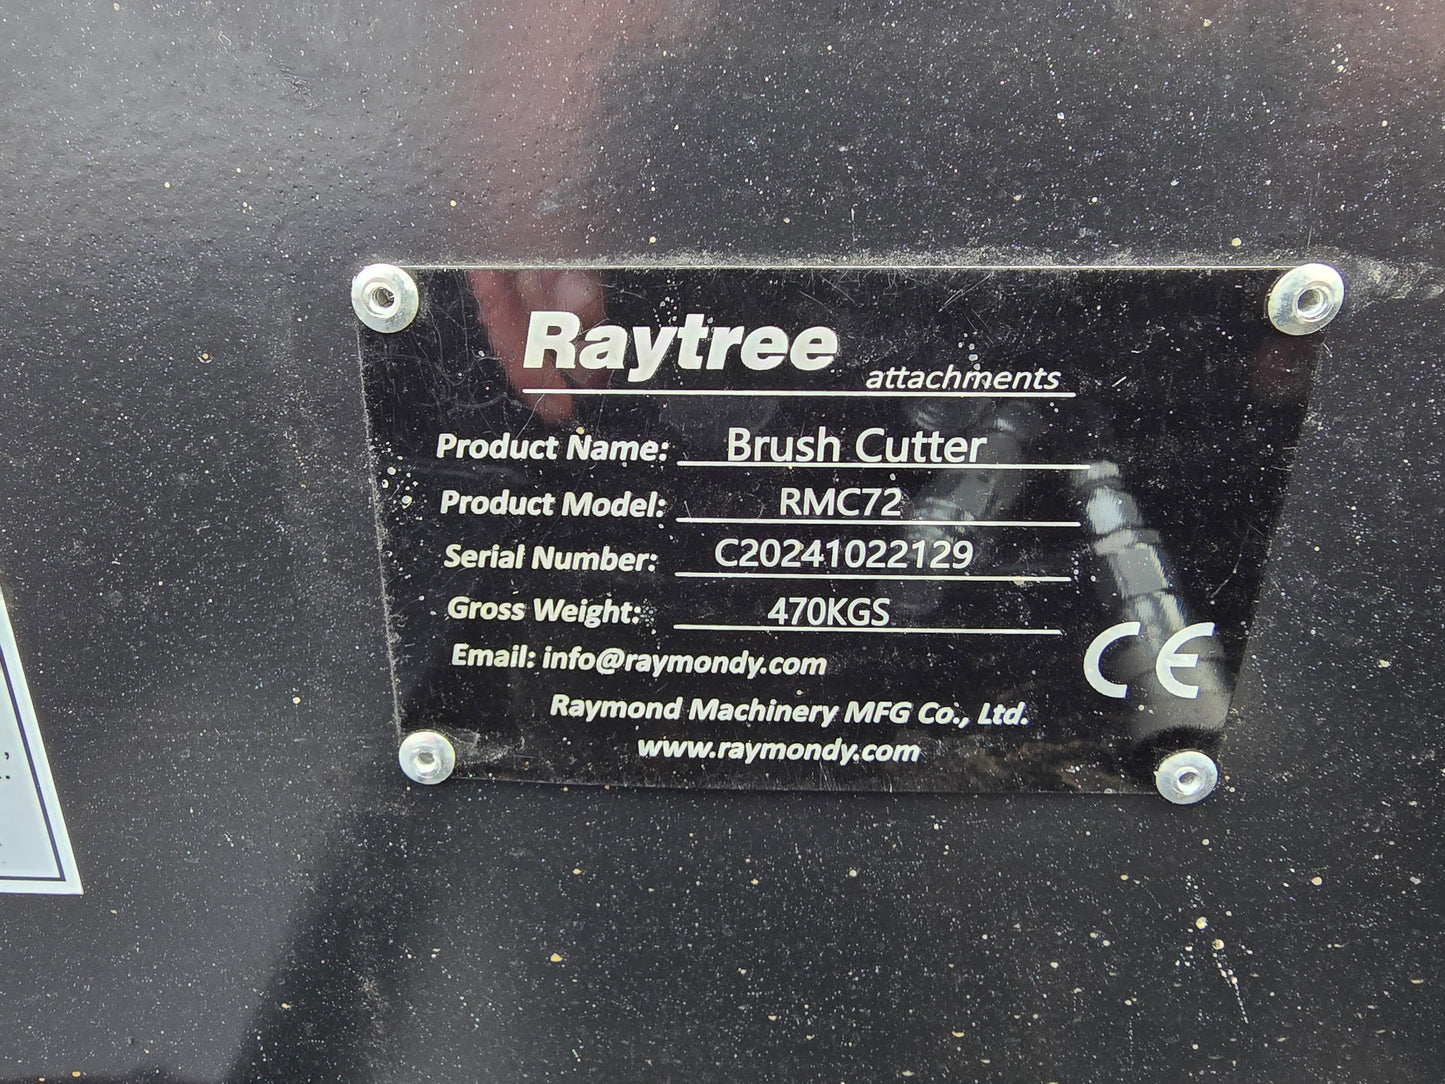 Raytree
attachments
Product Name: Brush Cutter
Product Model: RMC72
Serial Number: C20241022129
Gross Weight: 470KGS
Email: info@raymondy.com
Raymond Machinery MFG Co., Ltd.
www.raymondy.com
CE